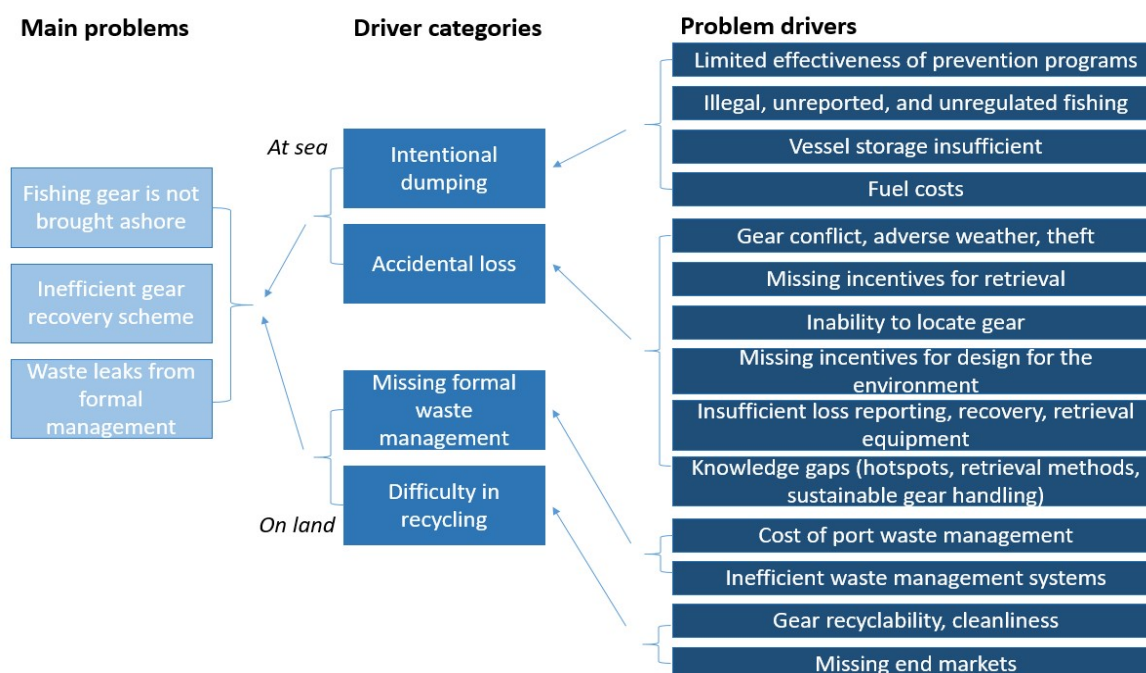 Main problems
Driver categories
Problem drivers
Fishing gear is not
brought ashore
Inefficient gear
recovery scheme
Waste leaks from
formal
management
At sea
Intentional
dumping
Accidental loss
Missing formal
waste
management
Difficulty in
recycling
On land
Limited effectiveness of prevention programs
Illegal, unreported, and unregulated fishing
Vessel storage insufficient
Fuel costs
Gear conflict, adverse weather, theft
Missing incentives for retrieval
Inability to locate gear
Missing incentives for design for the
environment
Insufficient loss reporting, recovery, retrieval
equipment
Knowledge gaps (hotspots, retrieval methods,
sustainable gear handling)
Cost of port waste management
Inefficient waste management systems
Gear recyclability, cleanliness
Missing end markets